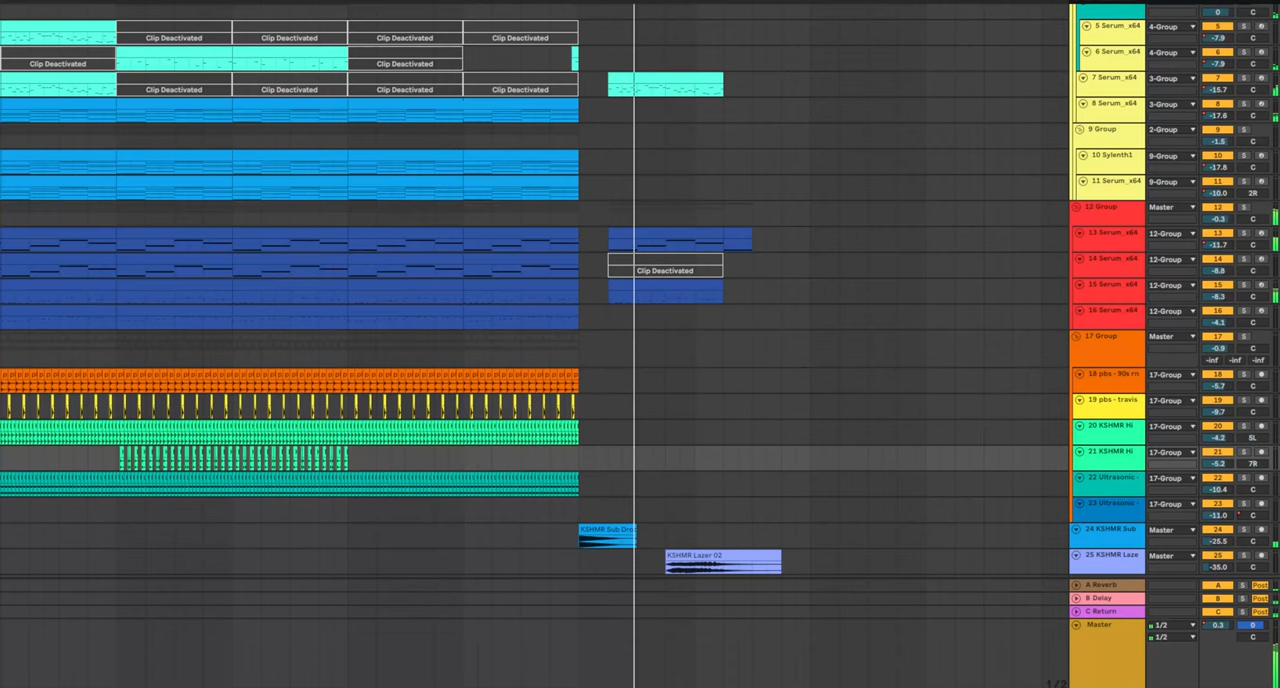 0 C
5 Serum_x64 4-Group 5 S
-7.9 C
Clip Deactivated Clip Deactivated Clip Deactivated Clip Deactivated
6 Serum_x64 4-Group 6 S
-7.9 C
Clip Deactivated Clip Deactivated
7 Serum_x64 3-Group 7 S
-15.7 C
Clip Deactivated Clip Deactivated Clip Deactivated Clip Deactivated
8 Serum_x64 3-Group 8 S
-17.6 C
9 Group 2-Group 9 S
-1.5 C
10 Sylenth1 9-Group 10 S
-17.8 C
11 Serum_x64 9-Group 11 S
-10.0 2R
12 Group Master 12 S
-0.3 C
13 Serum_x64 12-Group 13 S
-11.7 C
14 Serum_x64 12-Group 14 S
Clip Deactivated -8.8 C
15 Serum_x64 12-Group 15 S
-8.3 C
16 Serum_x64 12-Group 16 S
-4.1 C
17 Group Master 17 S
-0.9 C
-inf -inf -inf
18 pbs - 90s rn 17-Group 18 S
-5.7 C
19 pbs - travis 17-Group 19 S
-9.7 C
20 KSHMR Hi 17-Group 20 S
-4.2 5L
21 KSHMR Hi 17-Group 21 S
-5.2 7R
22 Ultrasonic - 17-Group 22 S
-10.4 C
23 Ultrasonic - 17-Group 23 S
-11.0 C
KSHMR Sub Dro 24 KSHMR Sub Master 24 S
-25.5 C
KSHMR Lazer 02 25 KSHMR Laze Master 25 S
-35.0 C
A Reverb A S Post
B Delay B S Post
C Return C S Post
Master 1/2 0.3 0
1/2 C
1/2